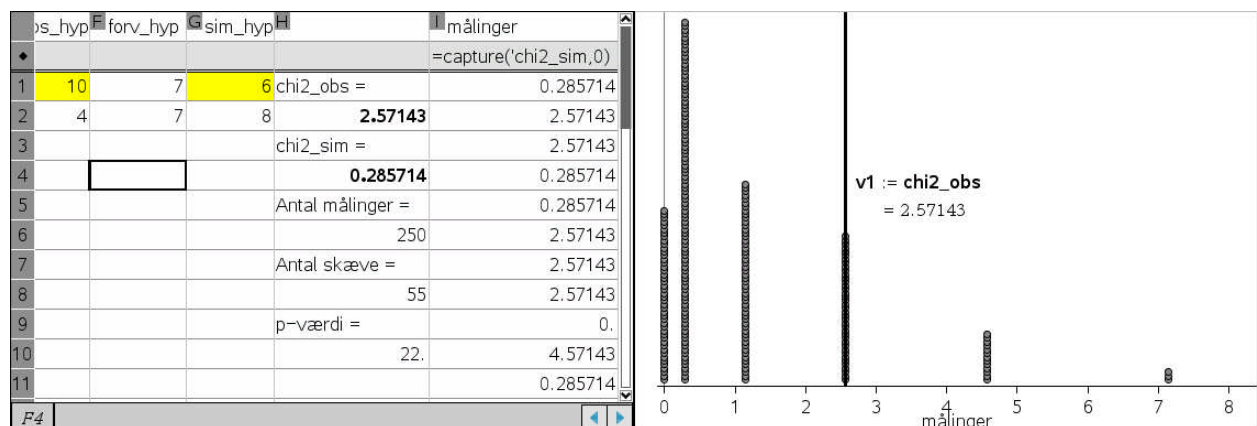 os_hyp F forv_hyp G sim_hyp H I målinger
◆ =capture('chi2_sim,0)
1 10 7 6 chi2_obs = 0.285714
2 4 7 8 2.57143 2.57143
3 chi2_sim = 2.57143
4 0.285714 0.285714
5 Antal målinger = 0.285714
6 250 2.57143
7 Antal skæve = 2.57143
8 55 2.57143
9 p-værdi = 0.
10 22. 4.57143
11 0.285714
F4
v1 := chi2_obs
= 2.57143
0 1 2 3 4 5 6 7 8
målinger